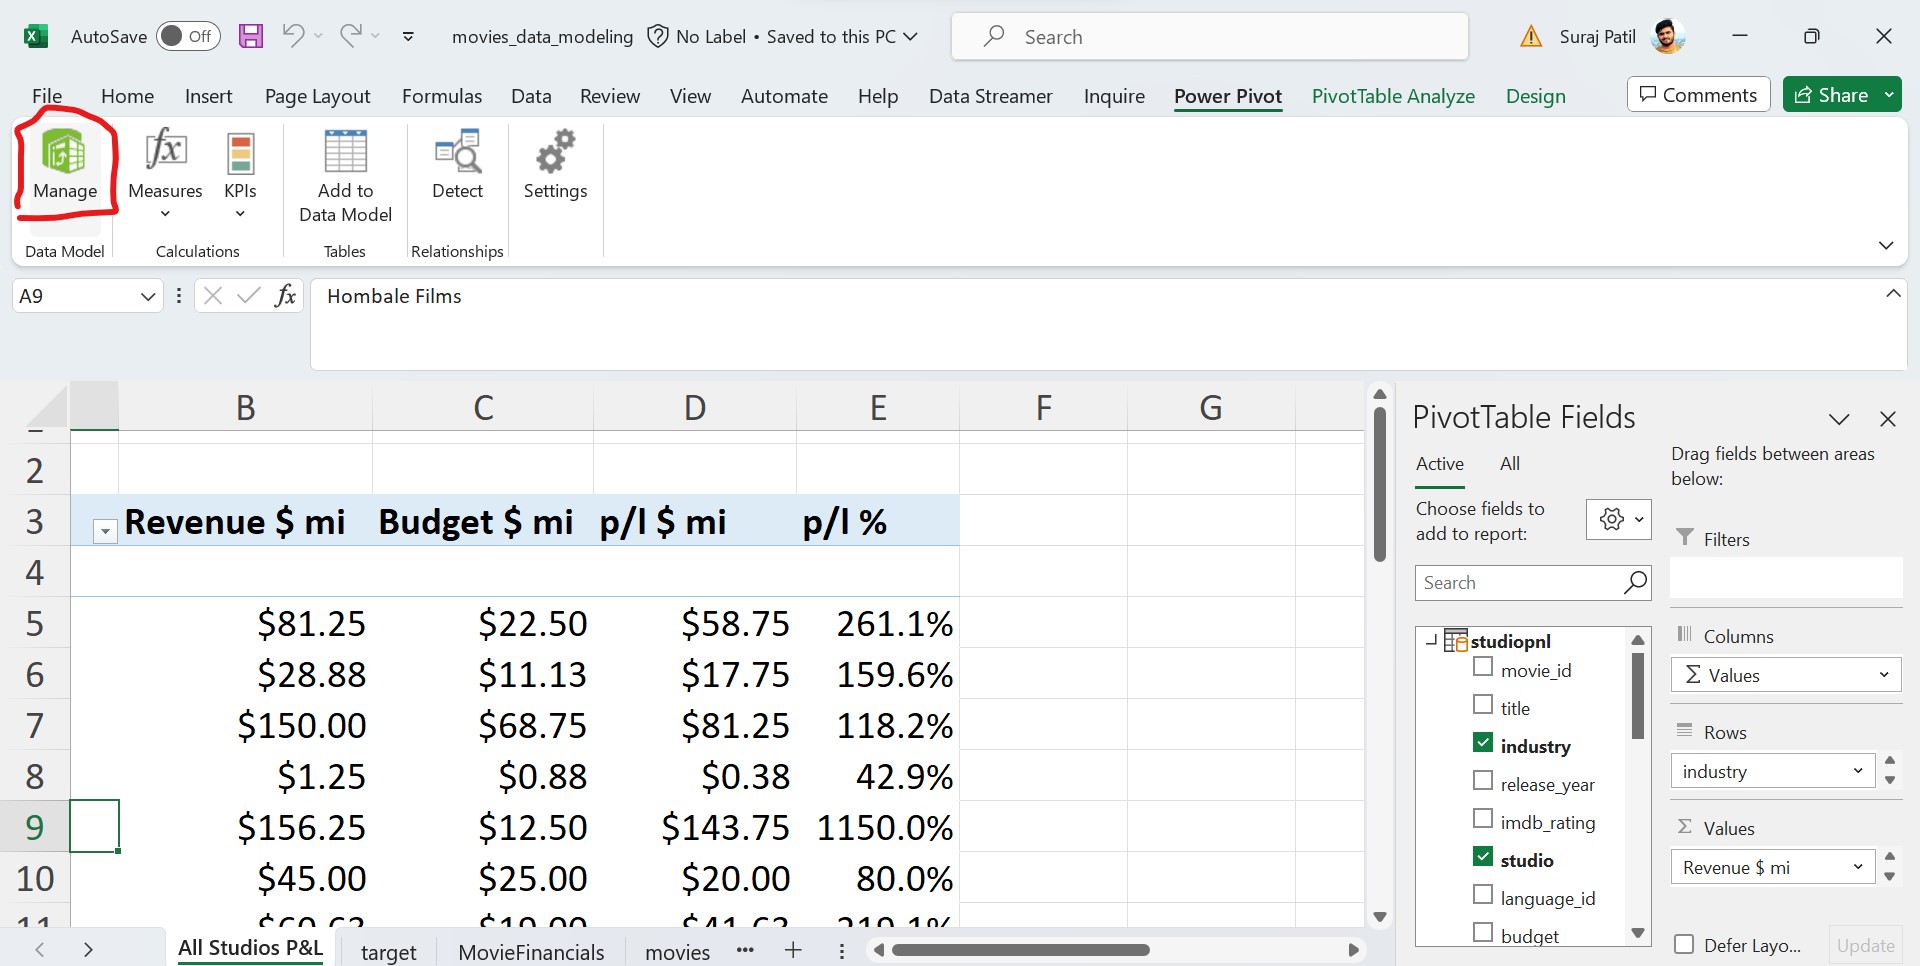 AutoSave Off movies_data_modeling No Label • Saved to this PC Search Suraj Patil
File Home Insert Page Layout Formulas Data Review View Automate Help Data Streamer Inquire Power Pivot PivotTable Analyze Design Comments Share
Manage Measures KPIs Add to Data Model Detect Settings
Data Model Calculations Tables Relationships
A9 fx Hombale Films
B C D E F G
2
3 Revenue $ mi Budget $ mi p/l $ mi p/l %
4
5 $81.25 $22.50 $58.75 261.1%
6 $28.88 $11.13 $17.75 159.6%
7 $150.00 $68.75 $81.25 118.2%
8 $1.25 $0.88 $0.38 42.9%
9 $156.25 $12.50 $143.75 1150.0%
10 $45.00 $25.00 $20.00 80.0%
All Studios P&L target MovieFinancials movies
PivotTable Fields
Active All
Choose fields to
add to report:
Search
studiopnl
movie_id
title
industry
release_year
imdb_rating
studio
language_id
budget
Drag fields between areas
below:
Filters
Columns
Σ Values
Rows
industry
Σ Values
Revenue $ mi
Defer Layo... Update